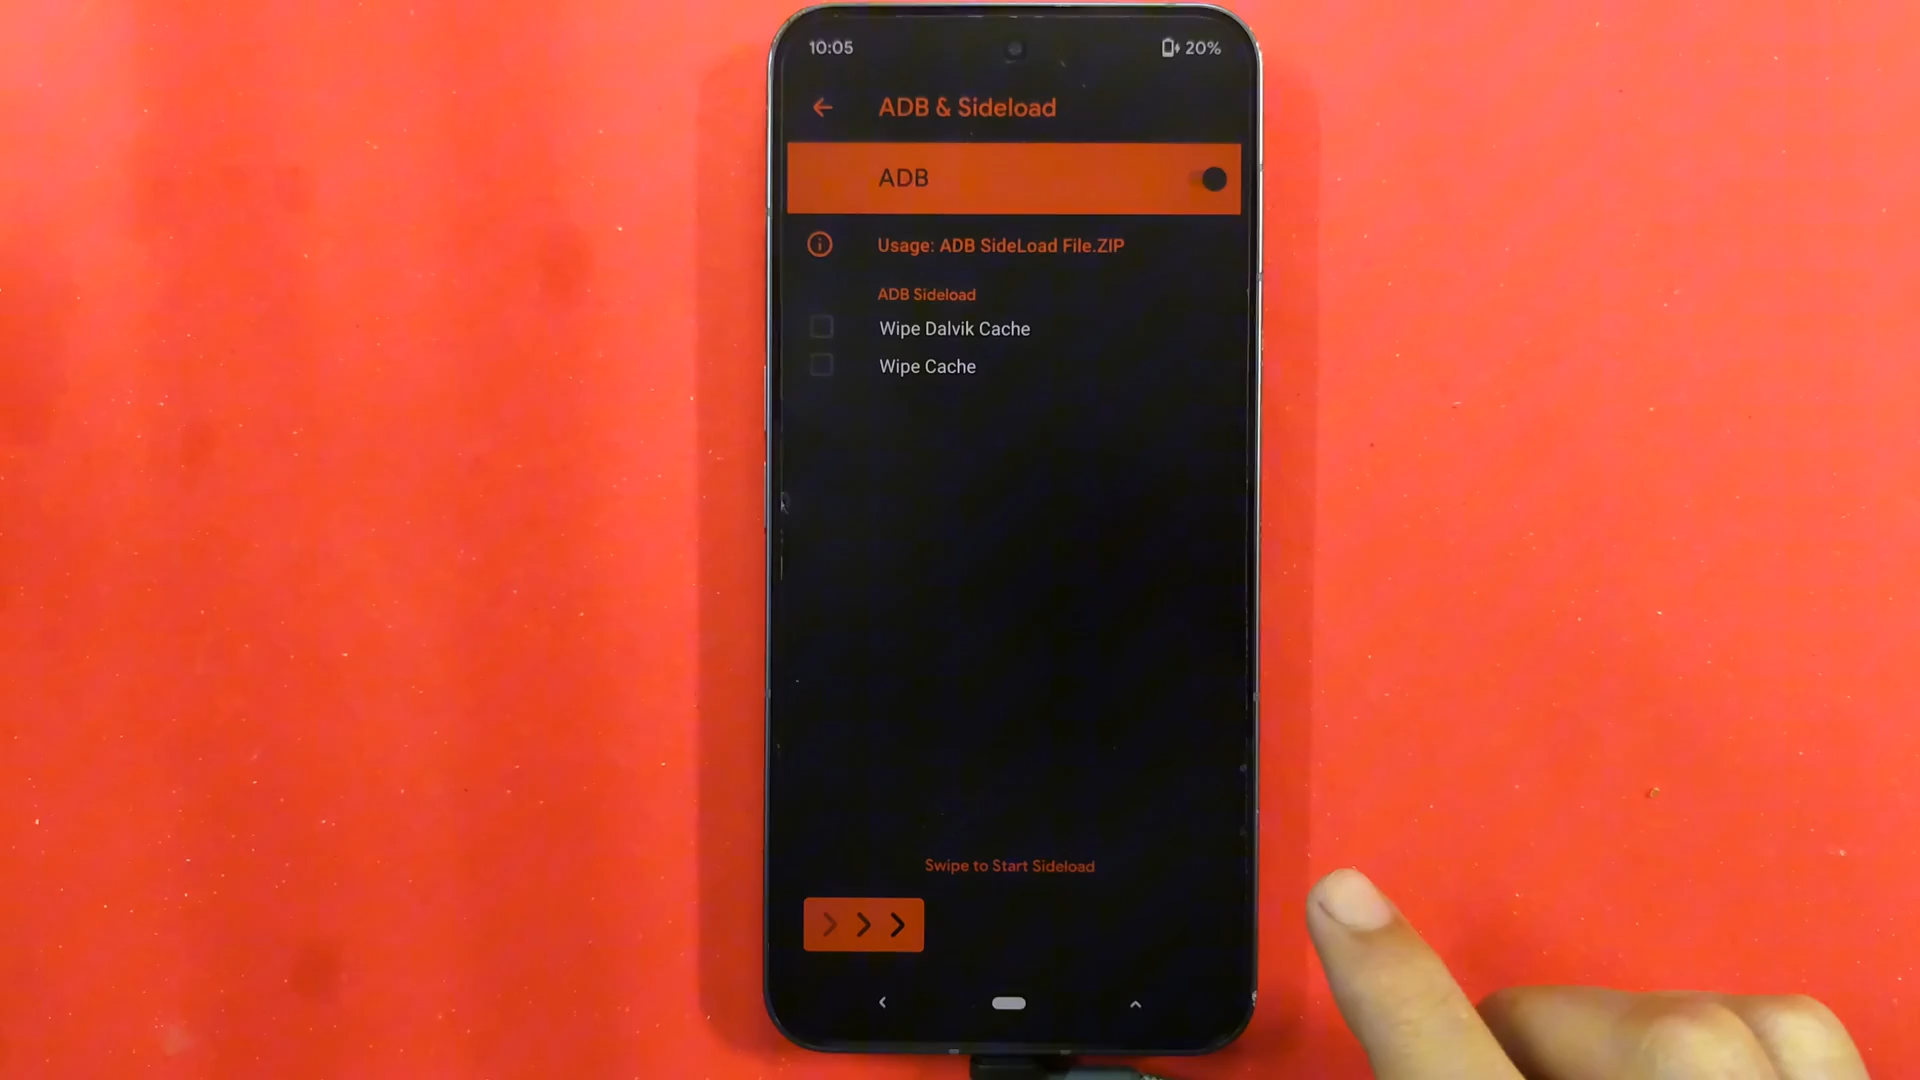 10:05
20%
ADB & Sideload
ADB
Usage: ADB SideLoad File.ZIP
ADB Sideload
Wipe Dalvik Cache
Wipe Cache
Swipe to Start Sideload